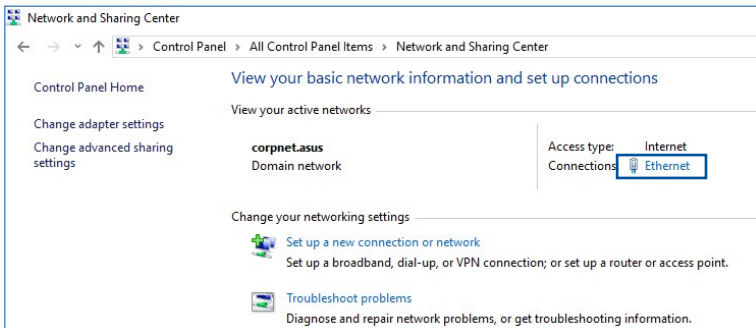 Network and Sharing Center
Control Panel > All Control Panel Items > Network and Sharing Center
Control Panel Home
Change adapter settings
Change advanced sharing
settings
View your basic network information and set up connections
View your active networks
corpnet.asus
Domain network
Access type: Internet
Connections: Ethernet
Change your networking settings
Set up a new connection or network
Set up a broadband, dial-up, or VPN connection; or set up a router or access point.
Troubleshoot problems
Diagnose and repair network problems, or get troubleshooting information.